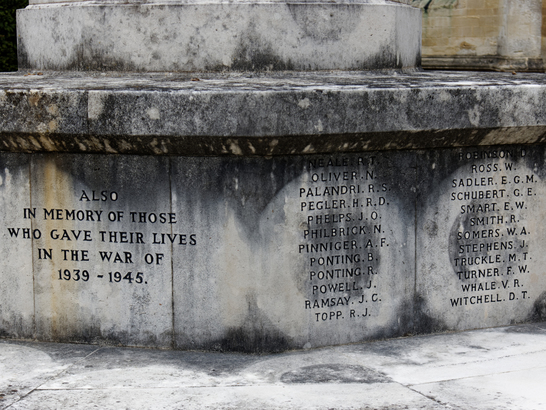 ALSO
IN MEMORY OF THOSE
WHO GAVE THEIR LIVES
IN THE WAR OF
1939 - 1945.
NEALE. R. T.
OLIVER. N.
PALANDRI. R. S.
PEGLER. H. R. D.
PHELPS. J. O.
PHILBRICK. N.
PINNIGER. A. F.
PONTING. B.
PONTING. R.
POWELL. J.
RAMSAY. J. G.
TOPP. R. J.
ROBINSON.
ROSS. W.
SADLER. E. G. M.
SCHUBERT. G. E.
SMART. E. W.
SMITH. R.
SOMERS. W. A.
STEPHENS. J.
TRUCKLE. M. T.
TURNER. F. W.
WHALE. V. R.
WITCHELL. D. T.